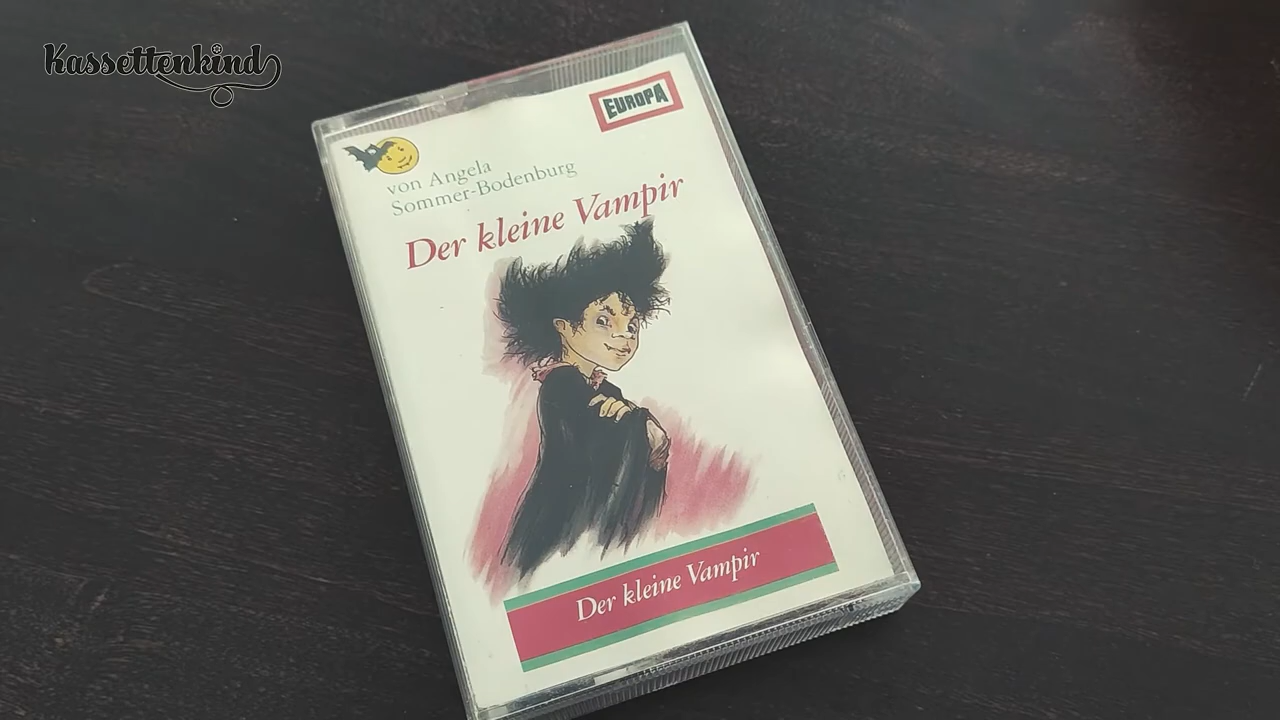 Kassettenkind
EUROPA
von Angela
Sommer-Bodenburg
Der kleine Vampir
Der kleine Vampir